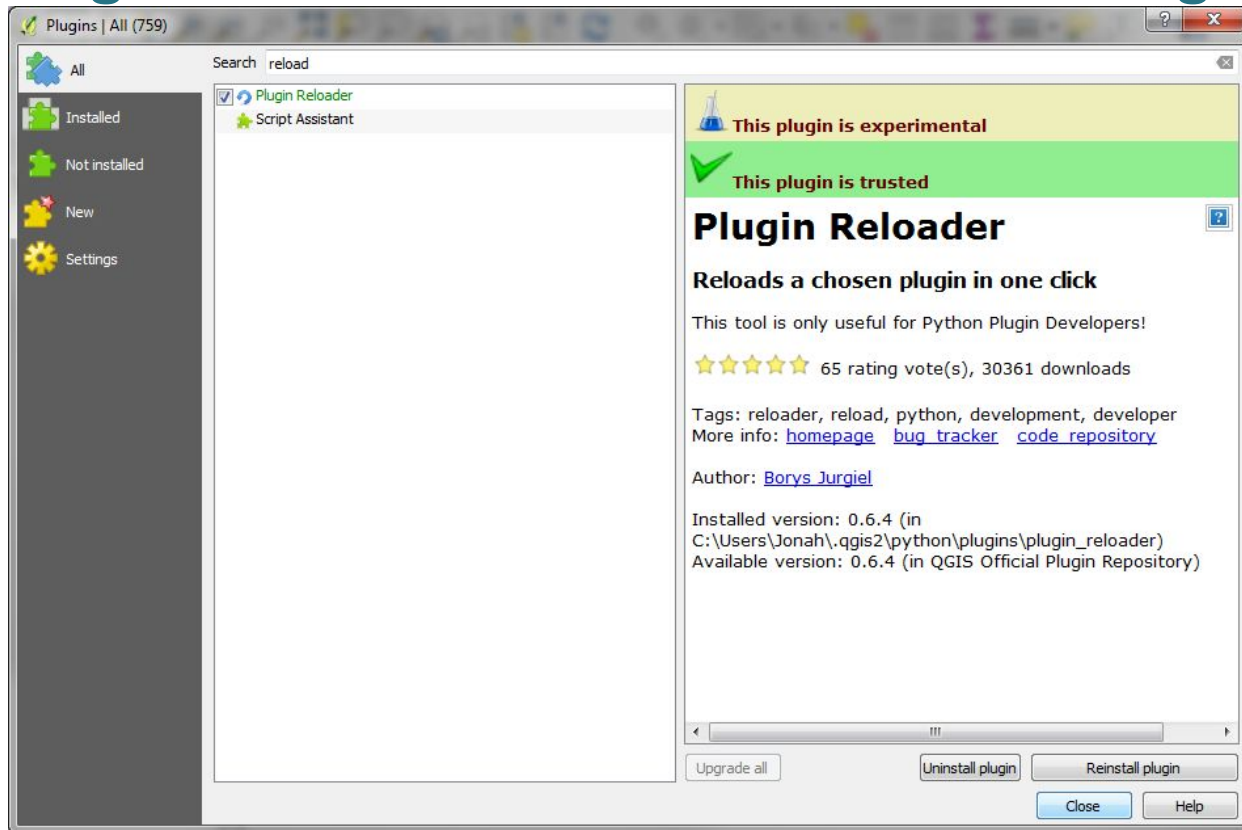 Plugins | All (759)
All
Installed
Not installed
New
Settings
Search reload
Plugin Reloader
Script Assistant
This plugin is experimental
This plugin is trusted
Plugin Reloader
Reloads a chosen plugin in one click
This tool is only useful for Python Plugin Developers!
65 rating vote(s), 30361 downloads
Tags: reloader, reload, python, development, developer
More info: homepage bug tracker code repository
Author: Borys Jurgiel
Installed version: 0.6.4 (in
C:\Users\Jonah\.qgis2\python\plugins\plugin_reloader)
Available version: 0.6.4 (in QGIS Official Plugin Repository)
Upgrade all
Uninstall plugin
Reinstall plugin
Close
Help